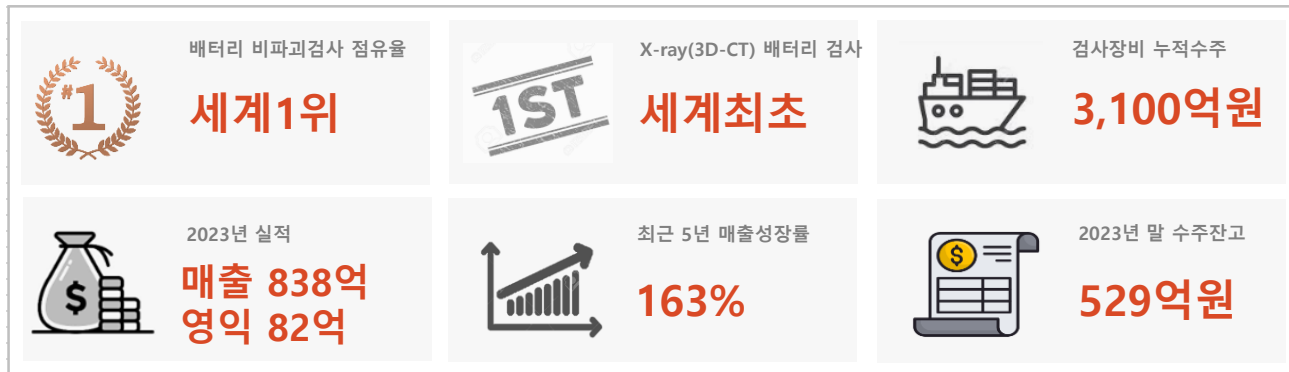 배터리 비파괴검사 점유율
#1
세계1위
X-ray(3D-CT) 배터리 검사
1ST
세계최초
검사장비 누적수주
3,100억원
2023년 실적
$
매출 838억
영익 82억
최근 5년 매출성장률
163%
2023년 말 수주잔고
$
529억원